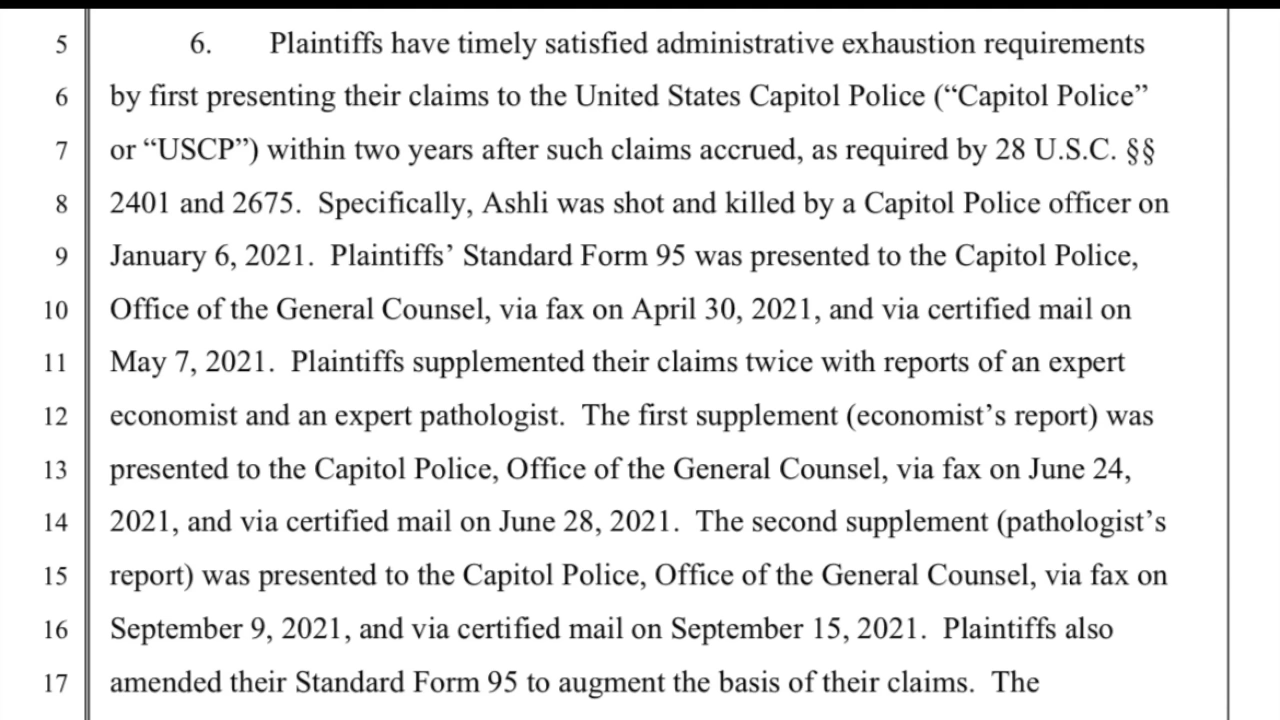 5 6. Plaintiffs have timely satisfied administrative exhaustion requirements
6 by first presenting their claims to the United States Capitol Police (“Capitol Police”
7 or “USCP”) within two years after such claims accrued, as required by 28 U.S.C. §§
8 2401 and 2675. Specifically, Ashli was shot and killed by a Capitol Police officer on
9 January 6, 2021. Plaintiffs’ Standard Form 95 was presented to the Capitol Police,
10 Office of the General Counsel, via fax on April 30, 2021, and via certified mail on
11 May 7, 2021. Plaintiffs supplemented their claims twice with reports of an expert
12 economist and an expert pathologist. The first supplement (economist’s report) was
13 presented to the Capitol Police, Office of the General Counsel, via fax on June 24,
14 2021, and via certified mail on June 28, 2021. The second supplement (pathologist’s
15 report) was presented to the Capitol Police, Office of the General Counsel, via fax on
16 September 9, 2021, and via certified mail on September 15, 2021. Plaintiffs also
17 amended their Standard Form 95 to augment the basis of their claims. The